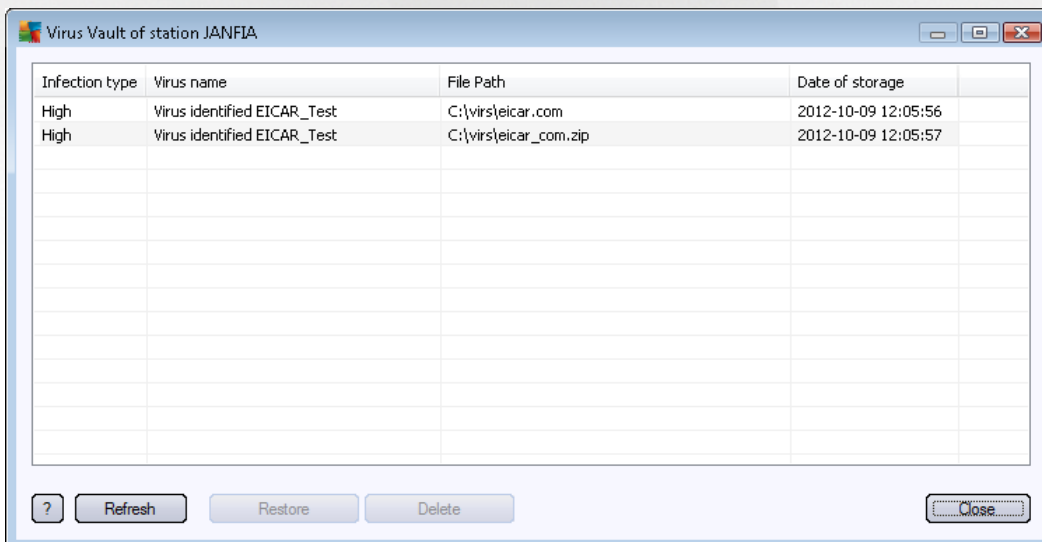 Virus Vault of station JANFIA
Infection type Virus name File Path Date of storage
High Virus identified EICAR_Test C:\virs\eicar.com 2012-10-09 12:05:56
High Virus identified EICAR_Test C:\virs\eicar_com.zip 2012-10-09 12:05:57
? Refresh Restore Delete Close